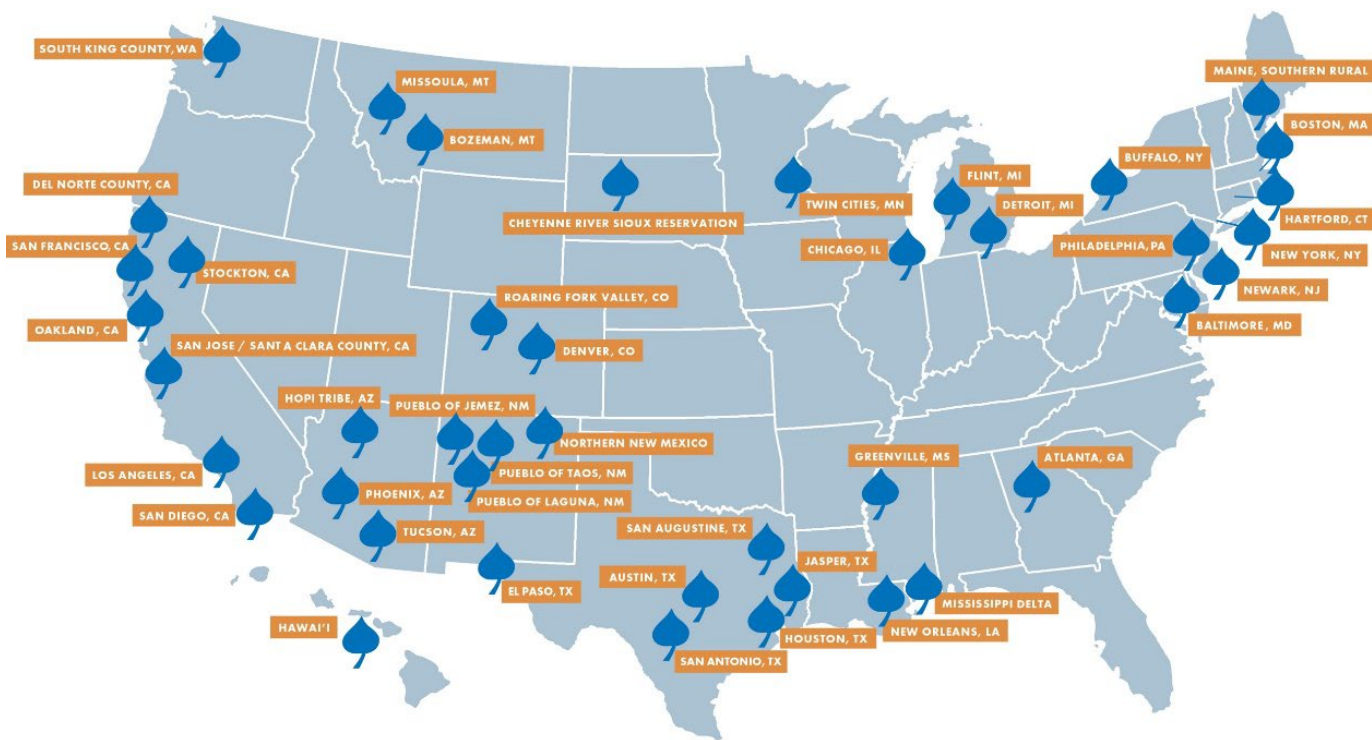 SOUTH KING COUNTY, WA
MISSOULA, MT
MAINE, SOUTHERN RURAL
BOSTON, MA
BOZEMAN, MT
BUFFALO, NY
FLINT, MI
DEL NORTE COUNTY, CA
TWIN CITIES, MN
DETROIT, MI
CHEYENNE RIVER SIOUX RESERVATION
HARTFORD, CT
SAN FRANCISCO, CA
CHICAGO, IL
PHILADELPHIA, PA
NEW YORK, NY
STOCKTON, CA
NEWARK, NJ
ROARING FORK VALLEY, CO
OAKLAND, CA
BALTIMORE, MD
SAN JOSE / SANTA CLARA COUNTY, CA
DENVER, CO
HOPI TRIBE, AZ
PUEBLO OF JEMEZ, NM
NORTHERN NEW MEXICO
GREENVILLE, MS
ATLANTA, GA
LOS ANGELES, CA
PUEBLO OF TAOS, NM
PHOENIX, AZ
PUEBLO OF LAGUNA, NM
SAN DIEGO, CA
TUCSON, AZ
SAN AUGUSTINE, TX
JASPER, TX
AUSTIN, TX
EL PASO, TX
MISSISSIPPI DELTA
HAWAI'I
HOUSTON, TX
NEW ORLEANS, LA
SAN ANTONIO, TX